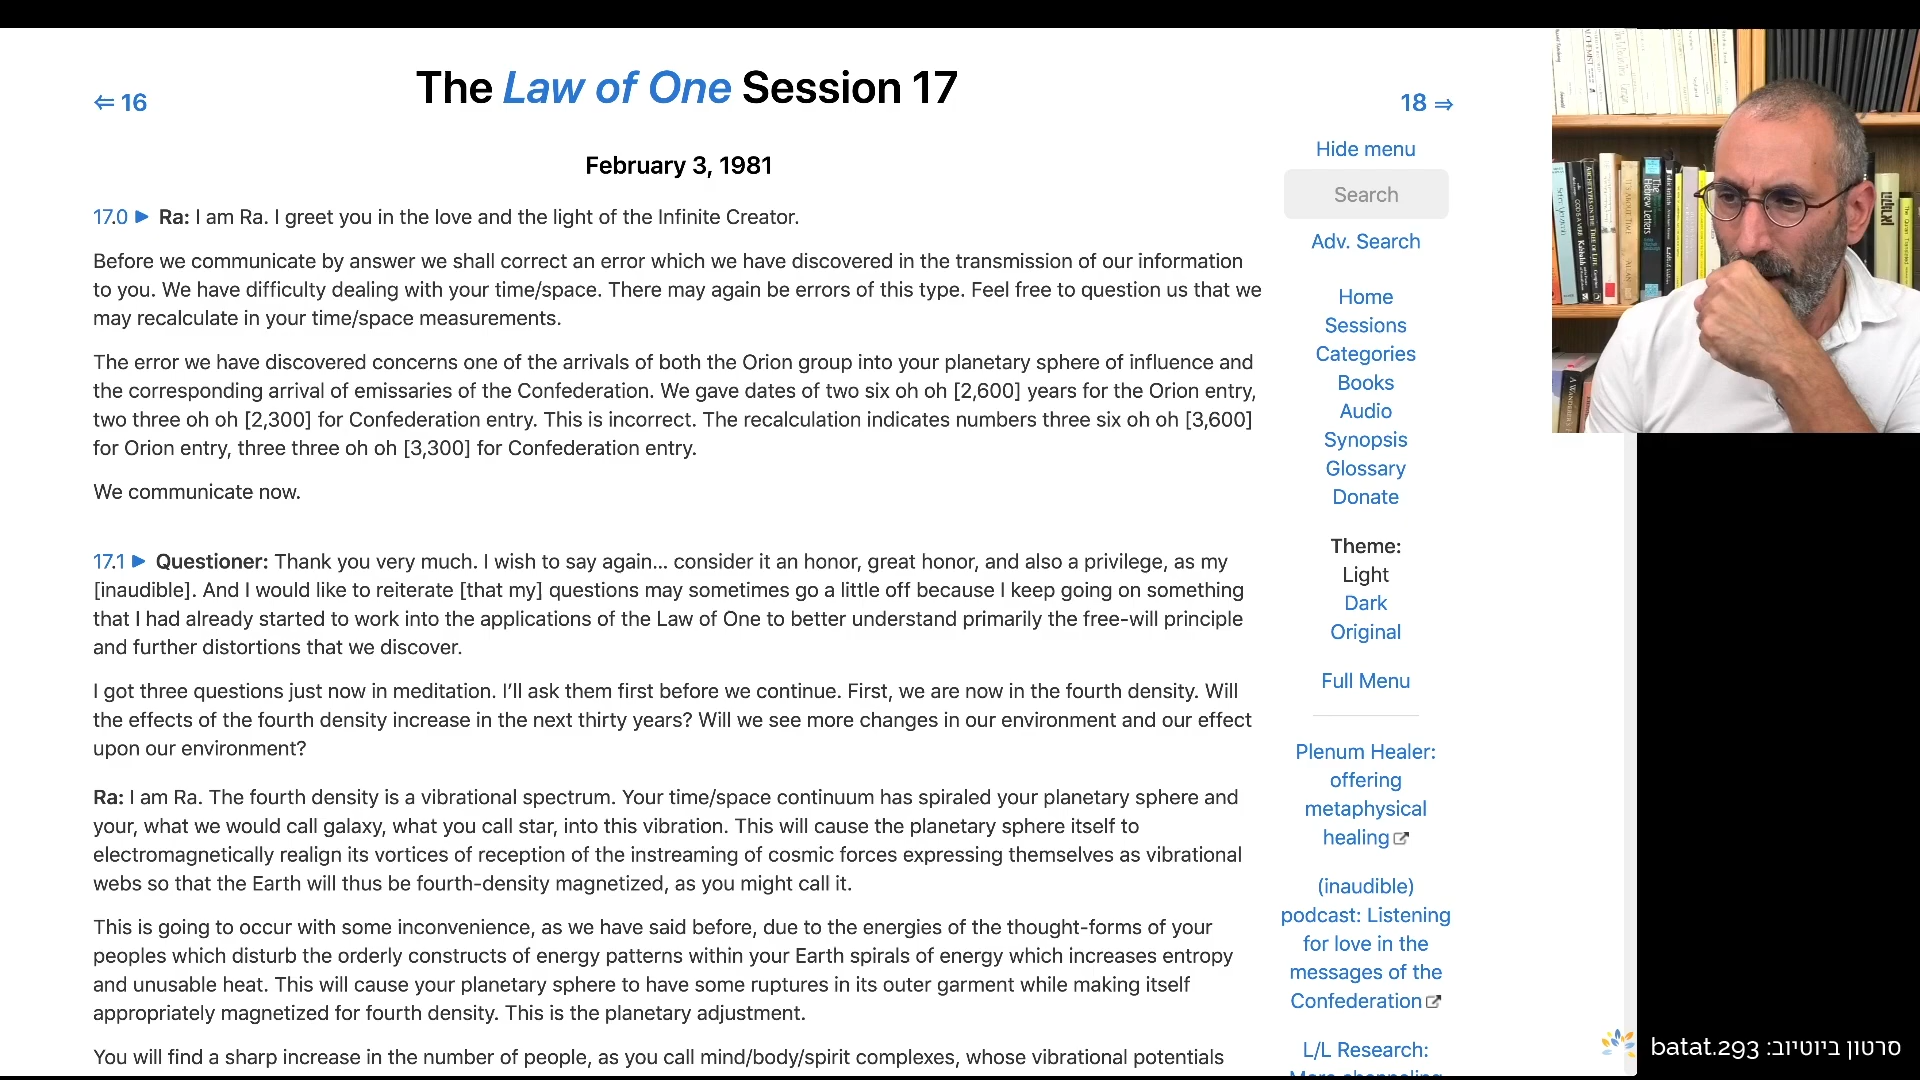 ⇐ 16
The Law of One Session 17
18 ⇒
February 3, 1981
17.0 ► Ra: I am Ra. I greet you in the love and the light of the Infinite Creator.
Before we communicate by answer we shall correct an error which we have discovered in the transmission of our information
to you. We have difficulty dealing with your time/space. There may again be errors of this type. Feel free to question us that we
may recalculate in your time/space measurements.
The error we have discovered concerns one of the arrivals of both the Orion group into your planetary sphere of influence and
the corresponding arrival of emissaries of the Confederation. We gave dates of two six oh oh [2,600] years for the Orion entry,
two three oh oh [2,300] for Confederation entry. This is incorrect. The recalculation indicates numbers three six oh oh [3,600]
for Orion entry, three three oh oh [3,300] for Confederation entry.
We communicate now.
17.1 ► Questioner: Thank you very much. I wish to say again... consider it an honor, great honor, and also a privilege, as my
[inaudible]. And I would like to reiterate [that my] questions may sometimes go a little off because I keep going on something
that I had already started to work into the applications of the Law of One to better understand primarily the free-will principle
and further distortions that we discover.
I got three questions just now in meditation. I'll ask them first before we continue. First, we are now in the fourth density. Will
the effects of the fourth density increase in the next thirty years? Will we see more changes in our environment and our effect
upon our environment?
Ra: I am Ra. The fourth density is a vibrational spectrum. Your time/space continuum has spiraled your planetary sphere and
your, what we would call galaxy, what you call star, into this vibration. This will cause the planetary sphere itself to
electromagnetically realign its vortices of reception of the instreaming of cosmic forces expressing themselves as vibrational
webs so that the Earth will thus be fourth-density magnetized, as you might call it.
This is going to occur with some inconvenience, as we have said before, due to the energies of the thought-forms of your
peoples which disturb the orderly constructs of energy patterns within your Earth spirals of energy which increases entropy
and unusable heat. This will cause your planetary sphere to have some ruptures in its outer garment while making itself
appropriately magnetized for fourth density. This is the planetary adjustment.
You will find a sharp increase in the number of people, as you call mind/body/spirit complexes, whose vibrational potentials
Hide menu
Search
Adv. Search
Home
Sessions
Categories
Books
Audio
Synopsis
Glossary
Donate
Theme:
Light
Dark
Original
Full Menu
Plenum Healer:
offering
metaphysical
healing
(inaudible)
podcast: Listening
for love in the
messages of the
Confederation
L/L Research:
More channeling
The Hebrew Letters
Kabbalah
סרטון ביוטיוב: batat.293